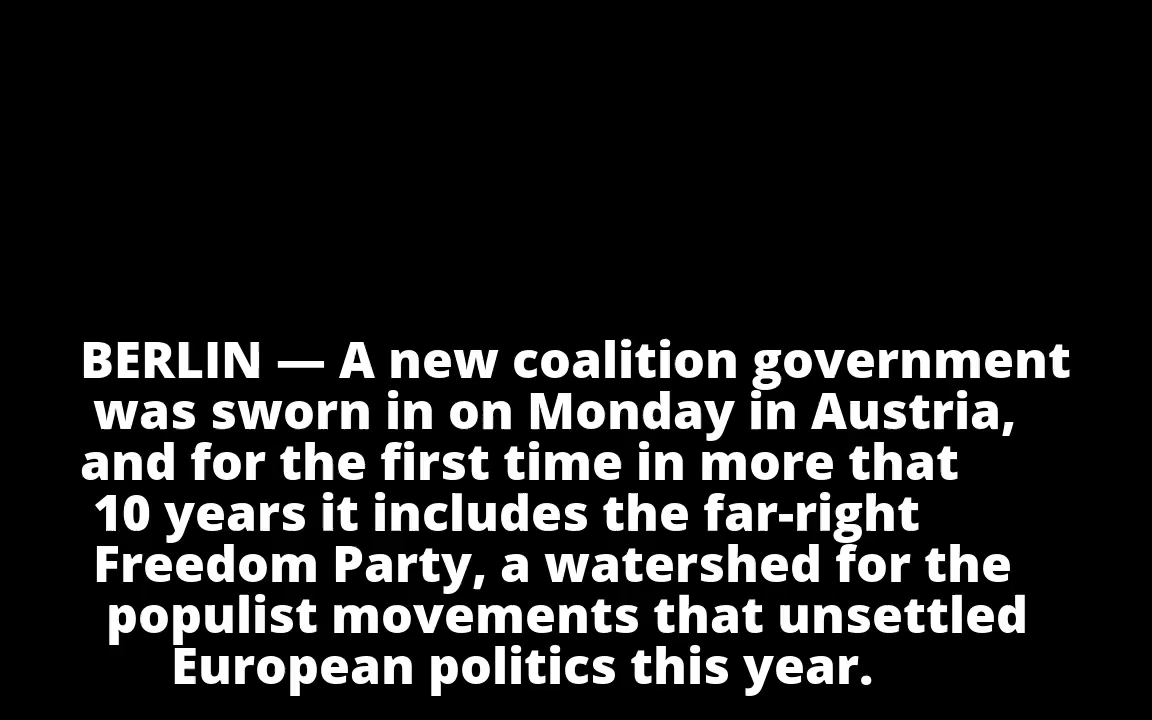 BERLIN — A new coalition government
was sworn in on Monday in Austria,
and for the first time in more that
10 years it includes the far-right
Freedom Party, a watershed for the
populist movements that unsettled
European politics this year.